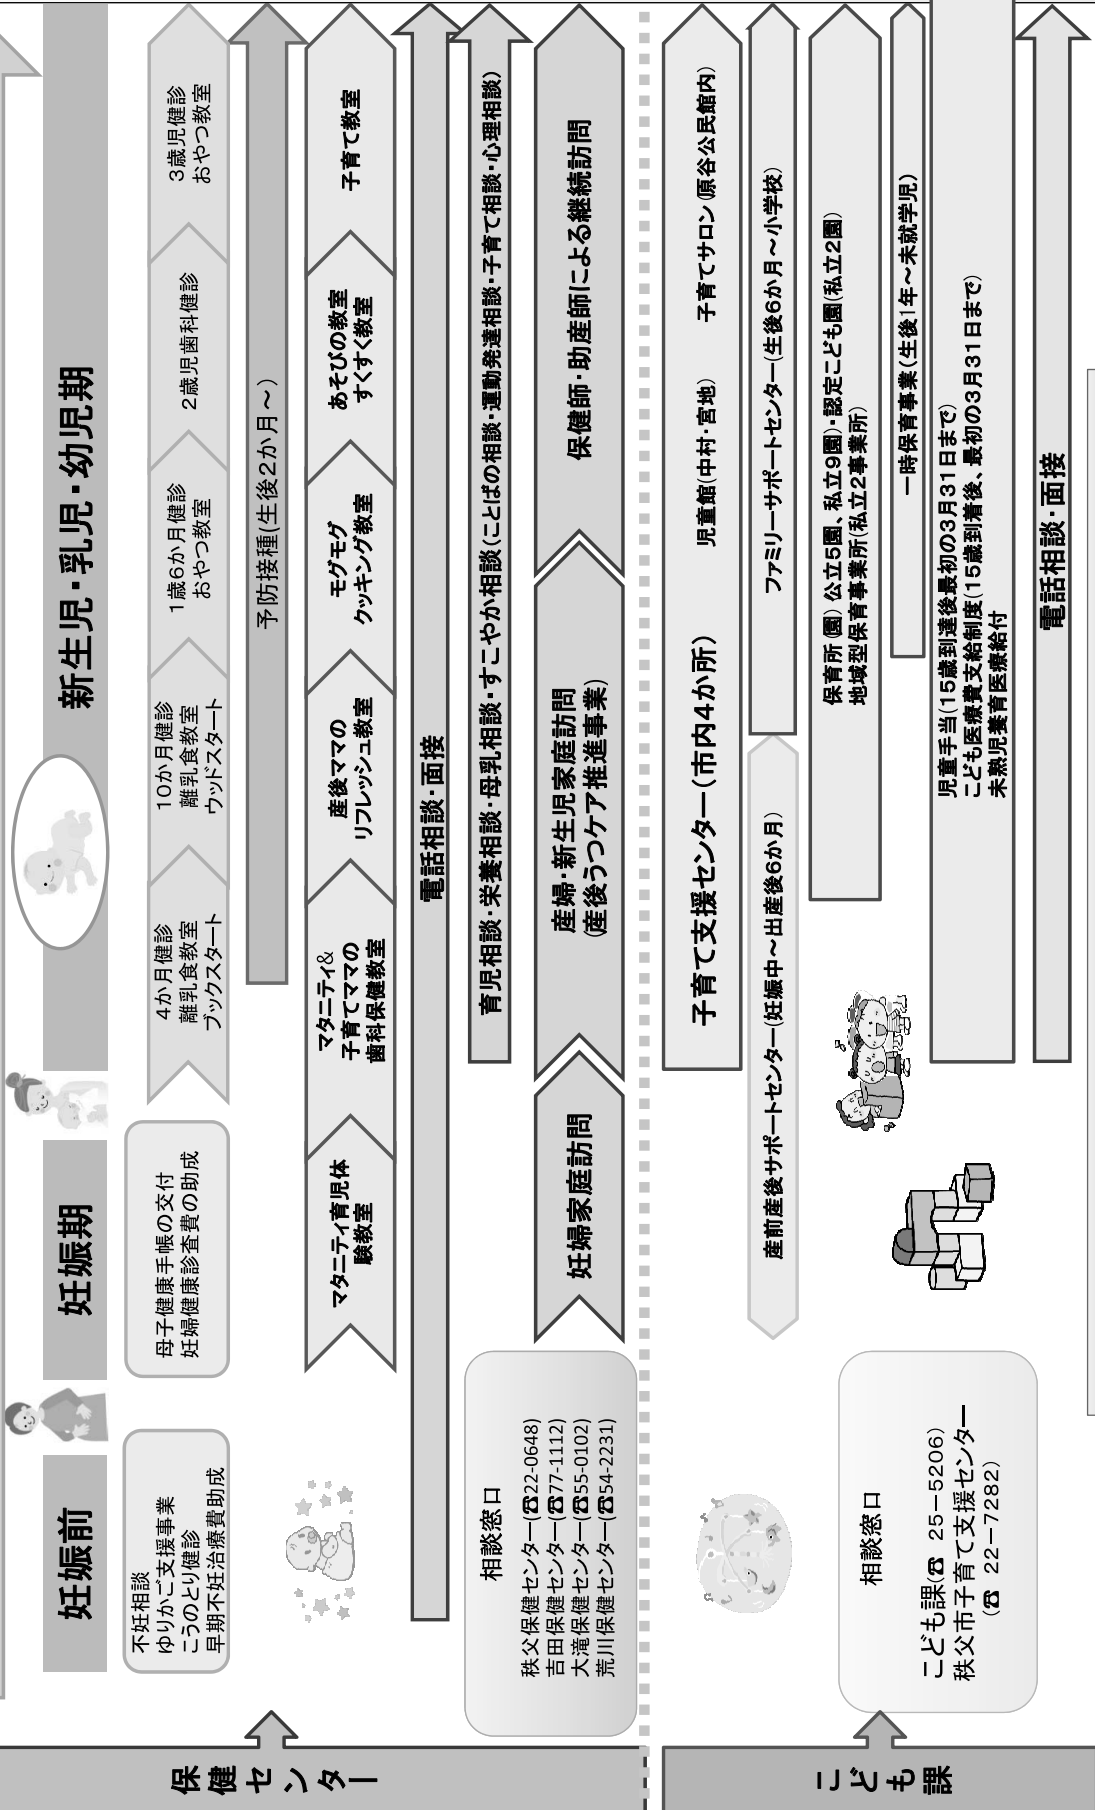 妊娠前
妊娠期
新生児・乳児・幼児期
保健センター
不妊相談
ゆりかご支援事業
こうのとり健診
早期不妊治療費助成
母子健康手帳の交付
妊婦健康診査費の助成
4か月健診
離乳食教室
ブックスタート
10か月健診
離乳食教室
ウッドスタート
1歳6か月健診
おやつ教室
2歳児歯科健診
3歳児健診
おやつ教室
予防接種(生後2か月～)
マタニティ育児体
験教室
マタニティ&
子育てママの
歯科保健教室
産後ママの
リフレッシュ教室
モグモグ
クッキング教室
あそびの教室
すくすく教室
子育て教室
電話相談・面接
育児相談・栄養相談・母乳相談・すこやか相談(ことばの相談・運動発達相談・子育て相談・心理相談)
相談窓口
秩父保健センター(☎22-0648)
吉田保健センター(☎77-1112)
大滝保健センター(☎55-0102)
荒川保健センター(☎54-2231)
妊婦家庭訪問
産婦・新生児家庭訪問
(産後うつケア推進事業)
保健師・助産師による継続訪問
こども課
子育て支援センター(市内4か所)
児童館(中村・宮地)
子育てサロン(原谷公民館内)
産前産後サポートセンター(妊娠中～出産後6か月)
ファミリーサポートセンター(生後6か月～小学校)
保育所(園)公立5園、私立9園)・認定こども園(私立2園)
地域型保育事業所(私立2事業所)
一時保育事業(生後1年～未就学児)
相談窓口
こども課(☎ 25-5206)
秩父市子育て支援センター
(☎ 22-7282)
児童手当(15歳到達後最初の3月31日まで)
こども医療費支給制度(15歳到着後、最初の3月31日まで)
未熟児養育医療給付
電話相談・面接